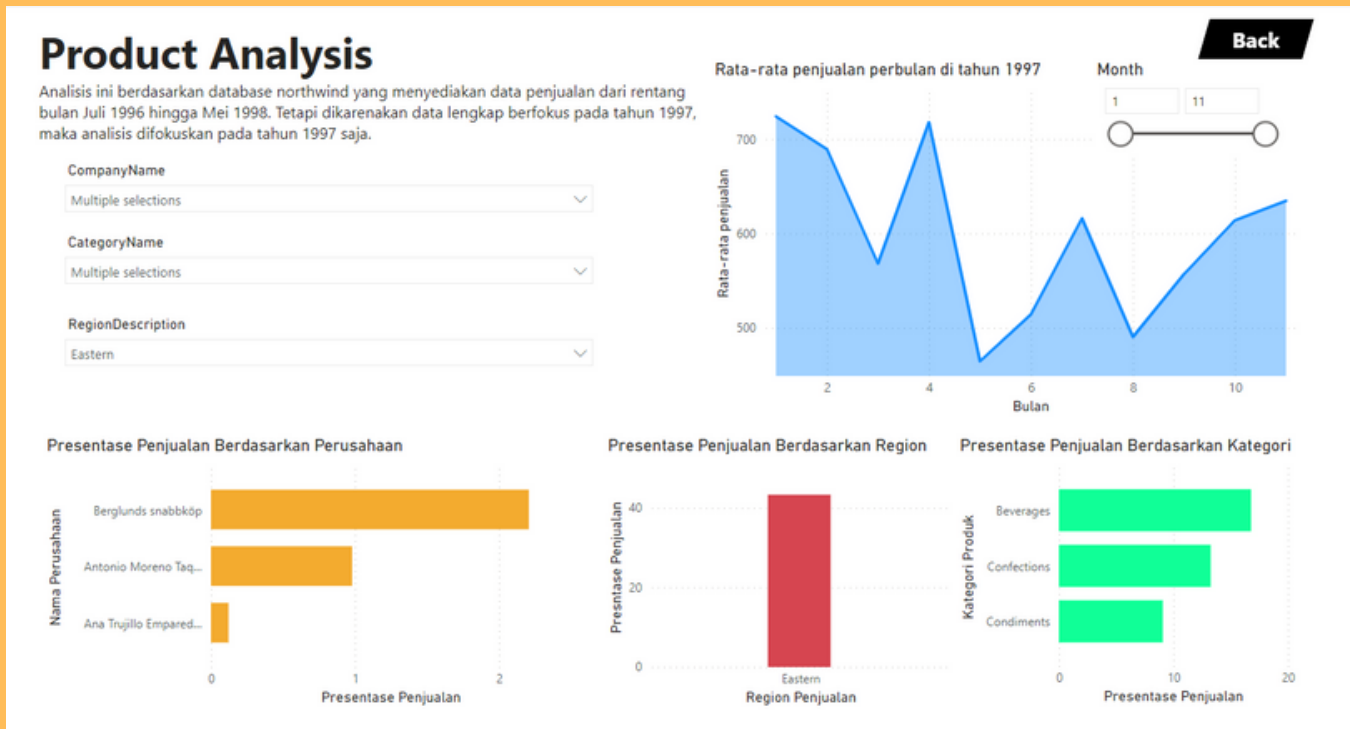 Product Analysis
Back
Analisis ini berdasarkan database northwind yang menyediakan data penjualan dari rentang
bulan Juli 1996 hingga Mei 1998. Tetapi dikarenakan data lengkap berfokus pada tahun 1997,
maka analisis difokuskan pada tahun 1997 saja.
CompanyName
Multiple selections
CategoryName
Multiple selections
RegionDescription
Eastern
Rata-rata penjualan perbulan di tahun 1997
Month
1
11
Rata-rata penjualan
700
600
500
2 4 6 8 10
Bulan
Presentase Penjualan Berdasarkan Perusahaan
Nama Perusahaan
Berglunds snabbköp
Antonio Moreno Taq...
Ana Trujillo Empared...
0 1 2
Presentase Penjualan
Presentase Penjualan Berdasarkan Region
Presntase Penjualan
40
20
0
Eastern
Region Penjualan
Presentase Penjualan Berdasarkan Kategori
Kategori Produk
Beverages
Confections
Condiments
0 10 20
Presentase Penjualan